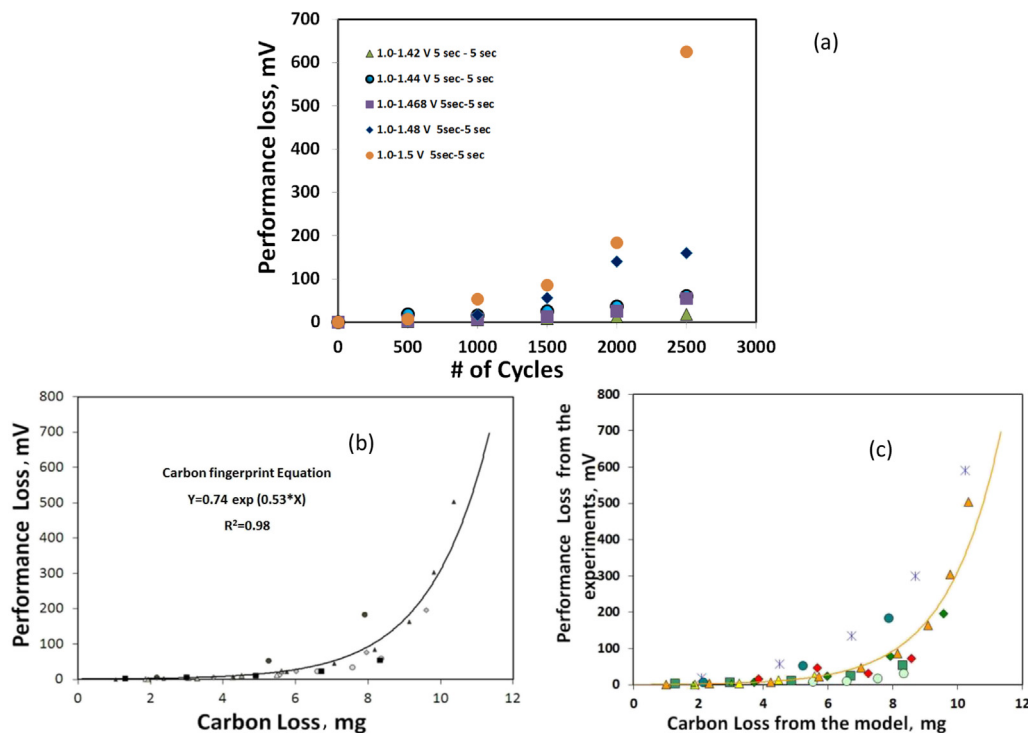 700
600
500
400
300
200
100
0
Performance loss, mV
1.0-1.42 V 5 sec - 5 sec
1.0-1.44 V 5 sec- 5 sec
1.0-1.468 V 5sec-5 sec
1.0-1.48 V 5sec-5 sec
1.0-1.5 V 5sec-5 sec
(a)
0 500 1000 1500 2000 2500 3000
# of Cycles
800
700
600
500
400
300
200
100
0
Performance Loss, mV
(b)
Carbon fingerprint Equation
Y=0.74 exp (0.53*X)
R²=0.98
0 2 4 6 8 10 12
Carbon Loss, mg
800
700
600
500
400
300
200
100
0
Performance Loss from the
experiments, mV
(c)
0 2 4 6 8 10 12
Carbon Loss from the model, mg